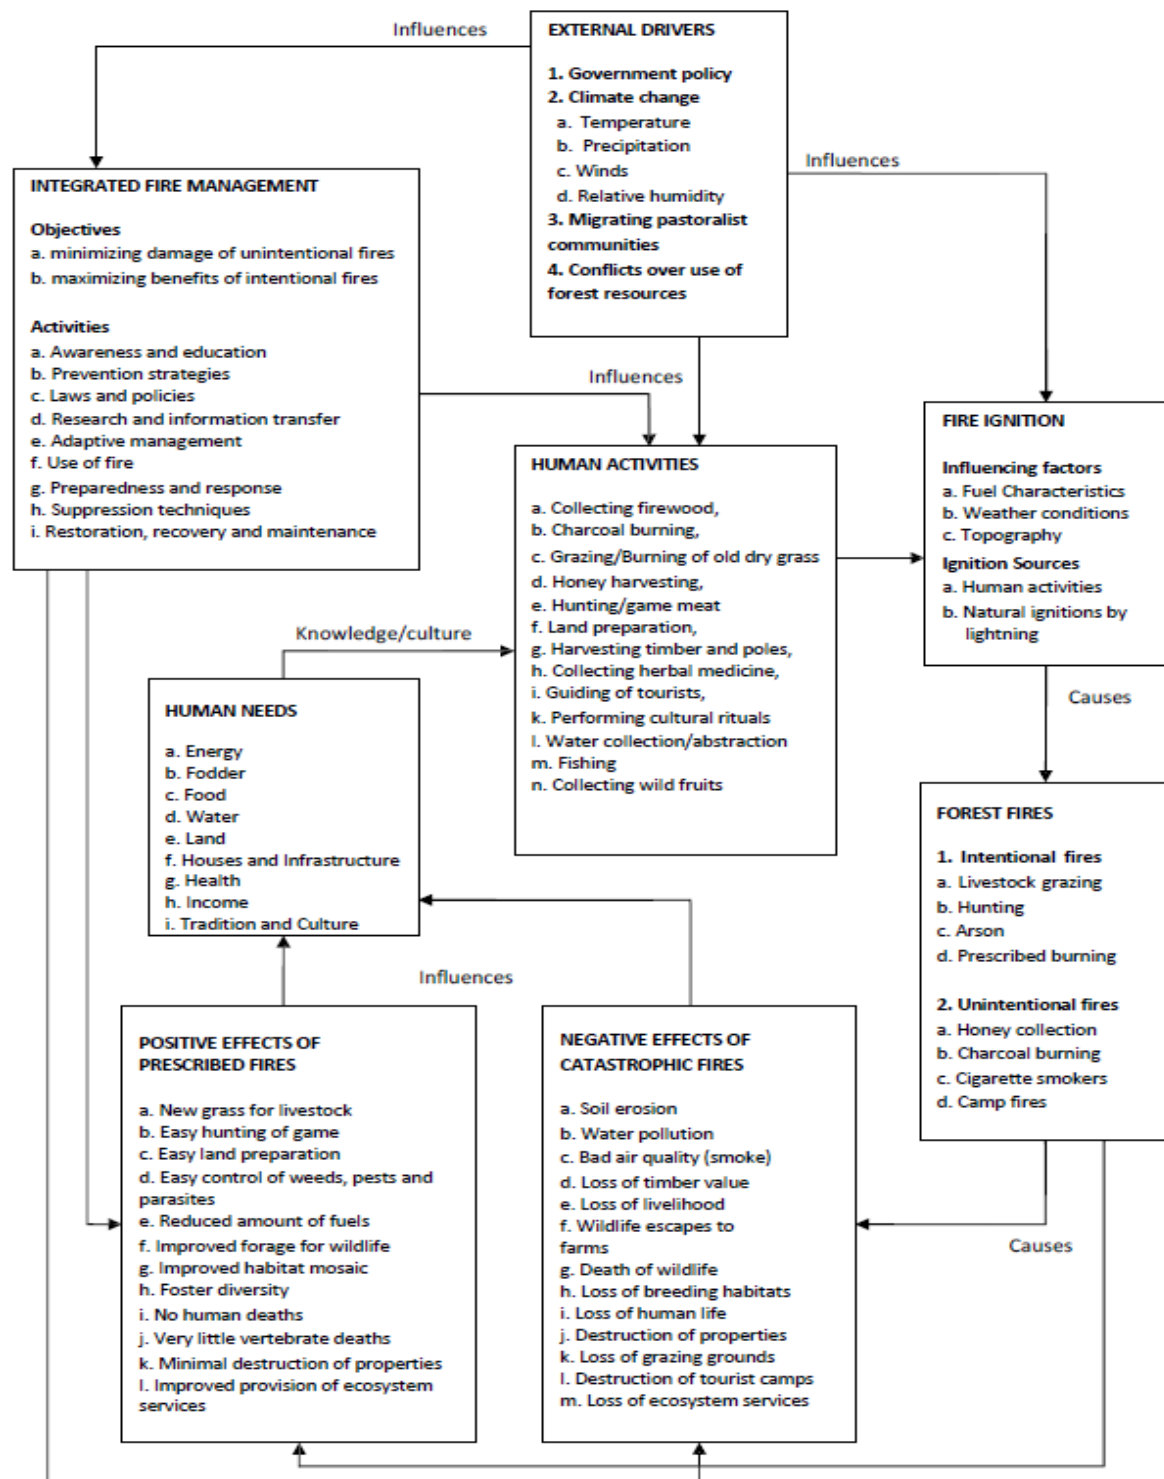 Influences
EXTERNAL DRIVERS
1. Government policy
2. Climate change
a. Temperature
b. Precipitation
c. Winds
d. Relative humidity
3. Migrating pastoralist
communities
4. Conflicts over use of
forest resources
Influences
INTEGRATED FIRE MANAGEMENT
Objectives
a. minimizing damage of unintentional fires
b. maximizing benefits of intentional fires
Activities
a. Awareness and education
b. Prevention strategies
c. Laws and policies
d. Research and information transfer
e. Adaptive management
f. Use of fire
g. Preparedness and response
h. Suppression techniques
i. Restoration, recovery and maintenance
Influences
HUMAN ACTIVITIES
a. Collecting firewood,
b. Charcoal burning,
c. Grazing/Burning of old dry grass
d. Honey harvesting,
e. Hunting/game meat
f. Land preparation,
g. Harvesting timber and poles,
h. Collecting herbal medicine,
i. Guiding of tourists,
k. Performing cultural rituals
l. Water collection/abstraction
m. Fishing
n. Collecting wild fruits
FIRE IGNITION
Influencing factors
a. Fuel Characteristics
b. Weather conditions
c. Topography
Ignition Sources
a. Human activities
b. Natural ignitions by
lightning
Knowledge/culture
Causes
HUMAN NEEDS
a. Energy
b. Fodder
c. Food
d. Water
e. Land
f. Houses and Infrastructure
g. Health
h. Income
i. Tradition and Culture
FOREST FIRES
1. Intentional fires
a. Livestock grazing
b. Hunting
c. Arson
d. Prescribed burning
2. Unintentional fires
a. Honey collection
b. Charcoal burning
c. Cigarette smokers
d. Camp fires
Influences
POSITIVE EFFECTS OF
PRESCRIBED FIRES
a. New grass for livestock
b. Easy hunting of game
c. Easy land preparation
d. Easy control of weeds, pests and
parasites
e. Reduced amount of fuels
f. Improved forage for wildlife
g. Improved habitat mosaic
h. Foster diversity
i. No human deaths
j. Very little vertebrate deaths
k. Minimal destruction of properties
l. Improved provision of ecosystem
services
NEGATIVE EFFECTS OF
CATASTROPHIC FIRES
a. Soil erosion
b. Water pollution
c. Bad air quality (smoke)
d. Loss of timber value
e. Loss of livelihood
f. Wildlife escapes to
farms
g. Death of wildlife
h. Loss of breeding habitats
i. Loss of human life
j. Destruction of properties
k. Loss of grazing grounds
l. Destruction of tourist camps
m. Loss of ecosystem services
Causes